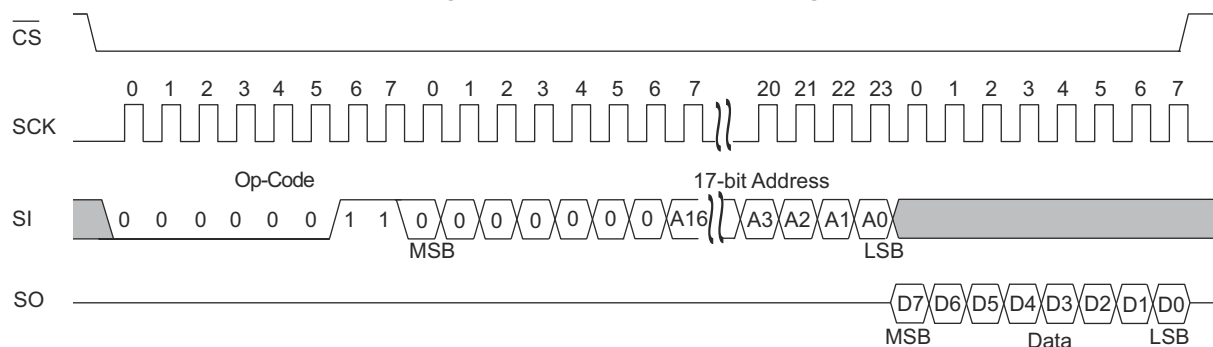 CS
0 1 2 3 4 5 6 7 0 1 2 3 4 5 6 7 20 21 22 23 0 1 2 3 4 5 6 7
SCK
Op-Code 17-bit Address
SI 0 0 0 0 0 0 1 1 0 0 0 0 0 0 0 A16 A3 A2 A1 A0
MSB LSB
SO D7 D6 D5 D4 D3 D2 D1 D0
MSB Data LSB